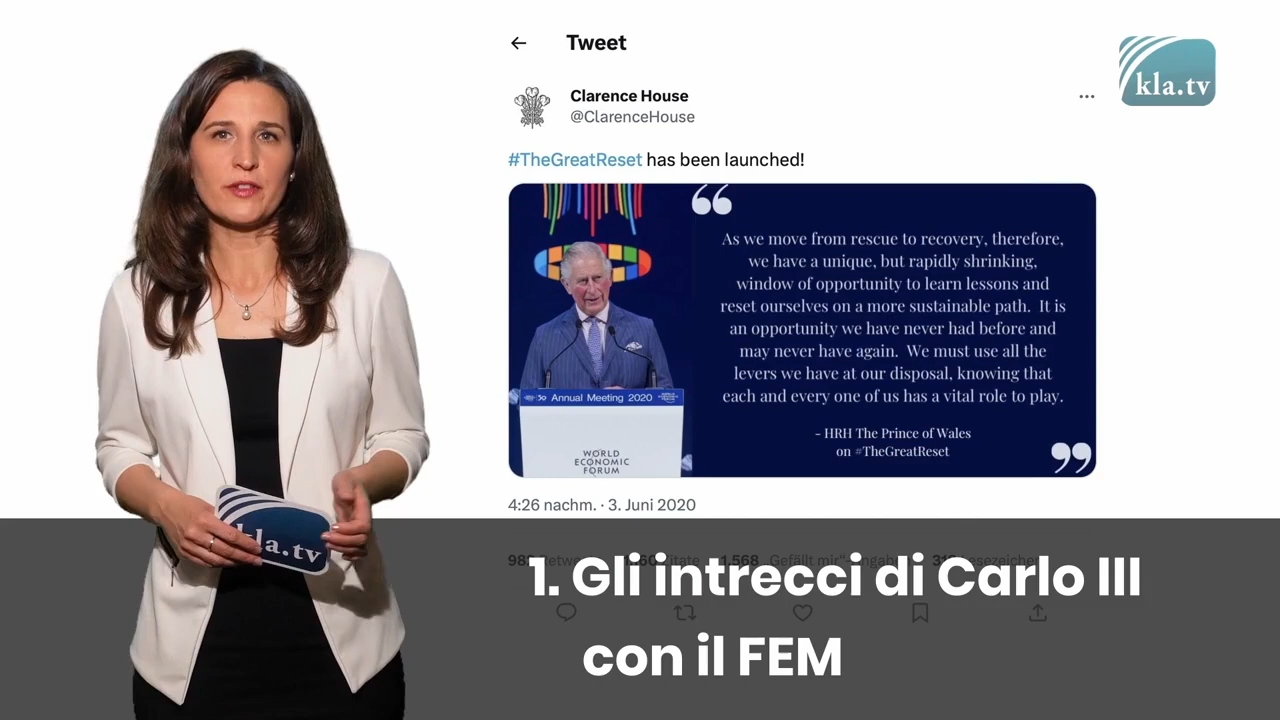 Tweet
kla.tv
Clarence House
@ClarenceHouse
#TheGreatReset has been launched!
As we move from rescue to recovery, therefore,
we have a unique, but rapidly shrinking,
window of opportunity to learn lessons and
reset ourselves on a more sustainable path. It is
an opportunity we have never had before and
may never have again. We must use all the
levers we have at our disposal, knowing that
each and every one of us has a vital role to play.
- HRH The Prince of Wales
on #TheGreatReset
Annual Meeting 2020
WORLD
ECONOMIC
FORUM
4:26 nachm. · 3. Juni 2020
kla.tv
1.568 Gefällt mir"-
1. Gli intrecci di Carlo III
con il FEM